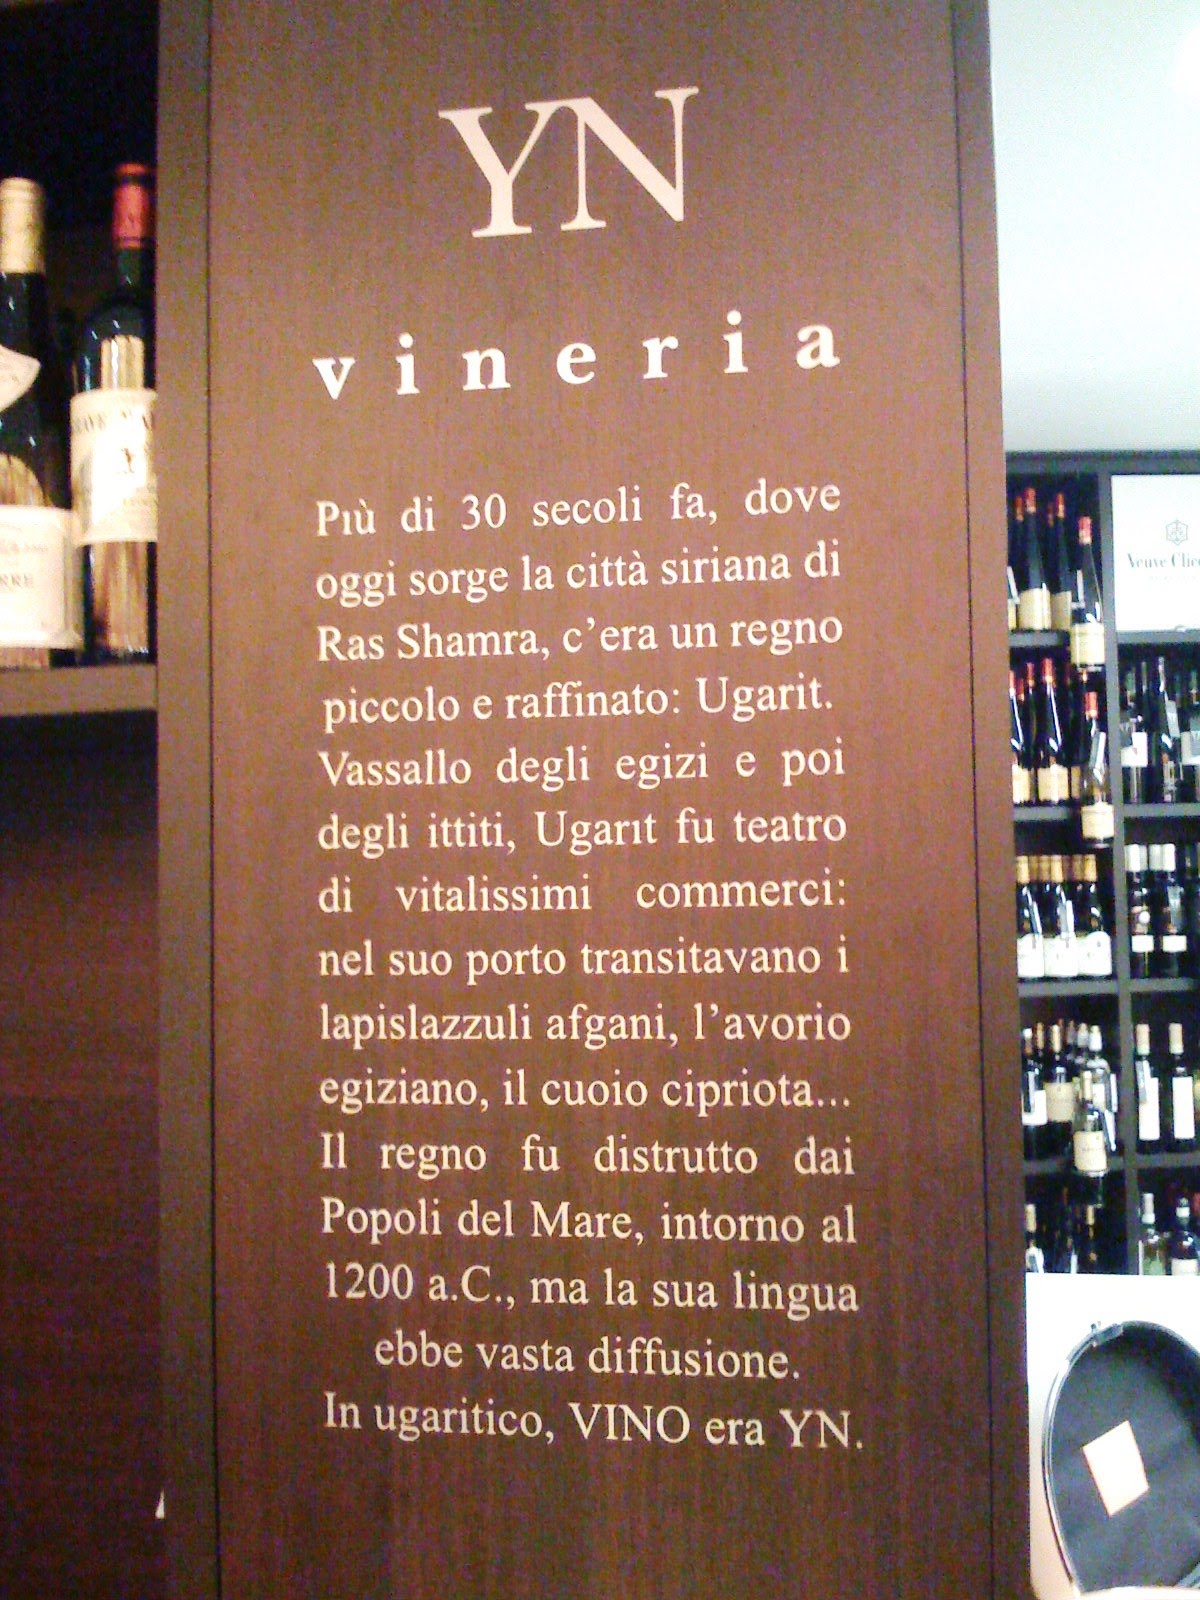 YN
vineria
Più di 30 secoli fa, dove
oggi sorge la città siriana di
Ras Shamra, c'era un regno
piccolo e raffinato: Ugarit.
Vassallo degli egizi e poi
degli ittiti, Ugarit fu teatro
di vitalissimi commerci:
nel suo porto transitavano i
lapislazzuli afgani, l'avorio
egiziano, il cuoio cipriota...
Il regno fu distrutto dai
Popoli del Mare, intorno al
1200 a.C., ma la sua lingua
ebbe vasta diffusione.
In ugaritico, VINO era YN.
Veuve Clic